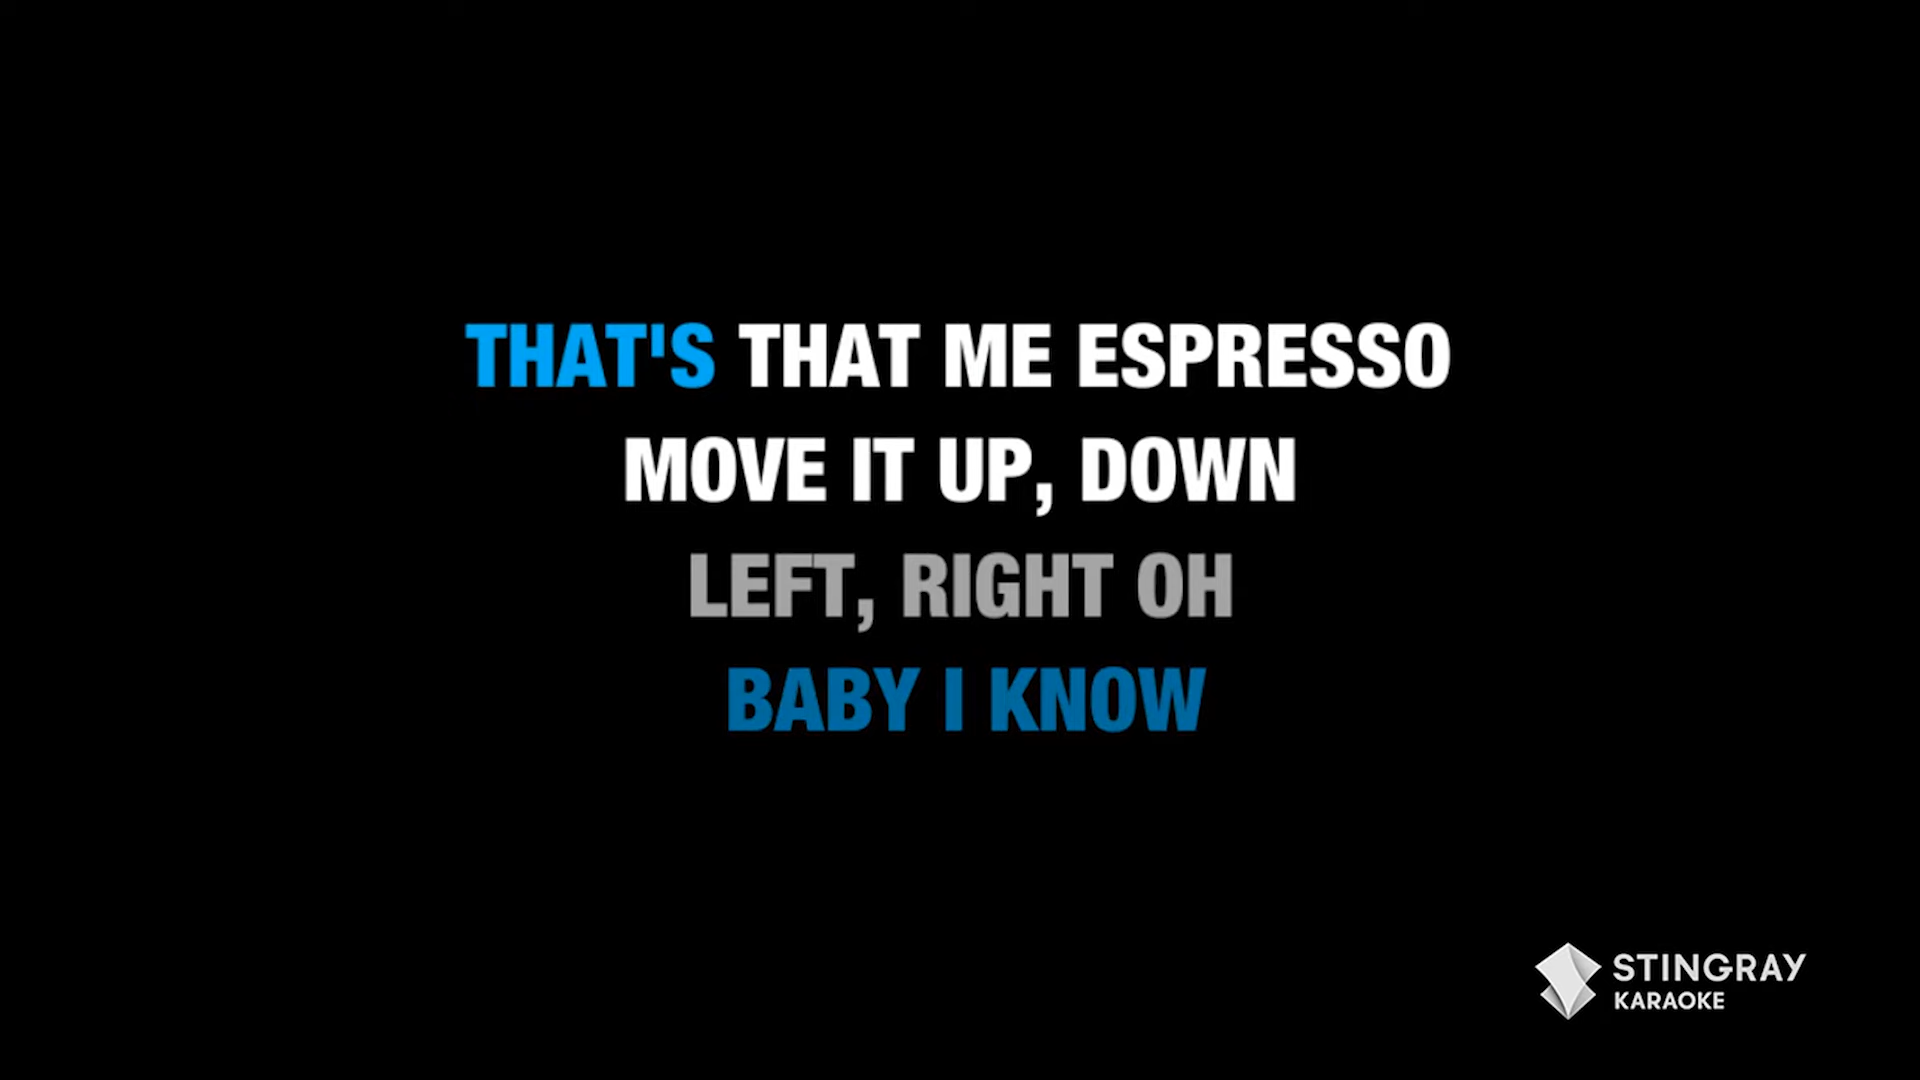 THAT'S THAT ME ESPRESSO
MOVE IT UP, DOWN
LEFT, RIGHT OH
BABY I KNOW
STINGRAY
KARAOKE